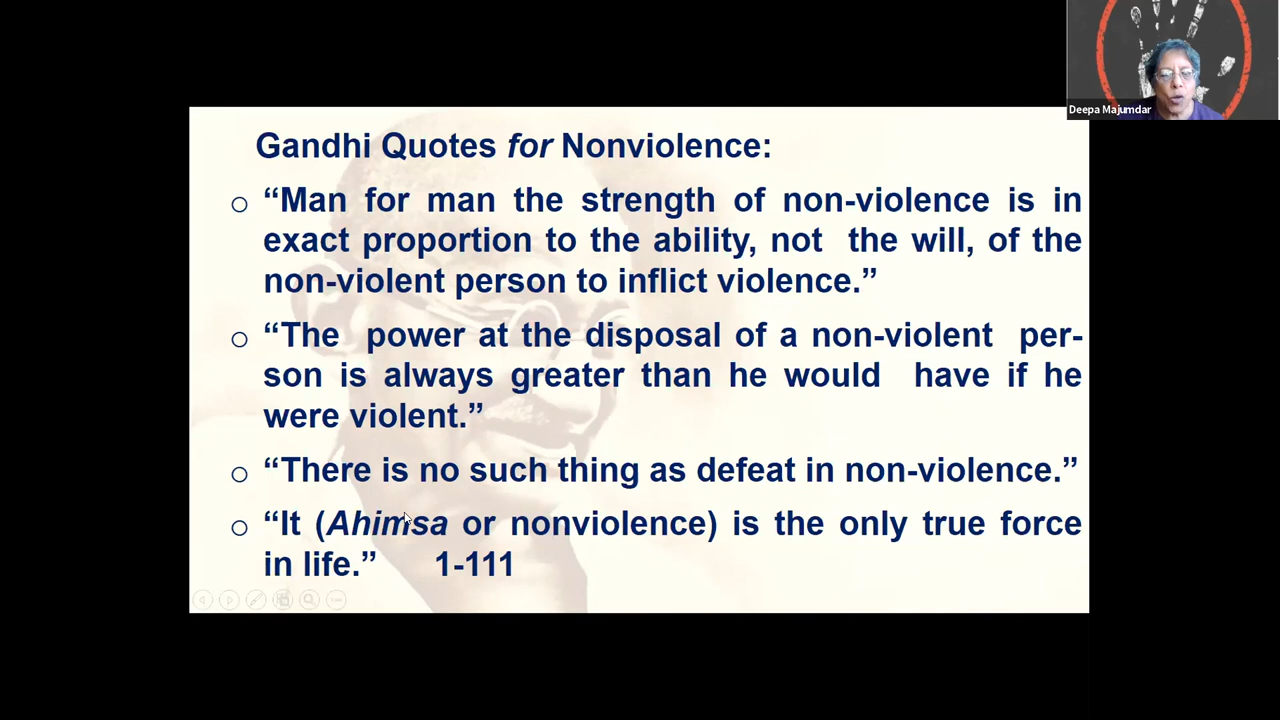 Deepa Majumdar
Gandhi Quotes for Nonviolence:
○ “Man for man the strength of non-violence is in
exact proportion to the ability, not the will, of the
non-violent person to inflict violence.”
○ “The power at the disposal of a non-violent per-
son is always greater than he would have if he
were violent.”
○ “There is no such thing as defeat in non-violence.”
○ “It (Ahimsa or nonviolence) is the only true force
in life.” 1-111